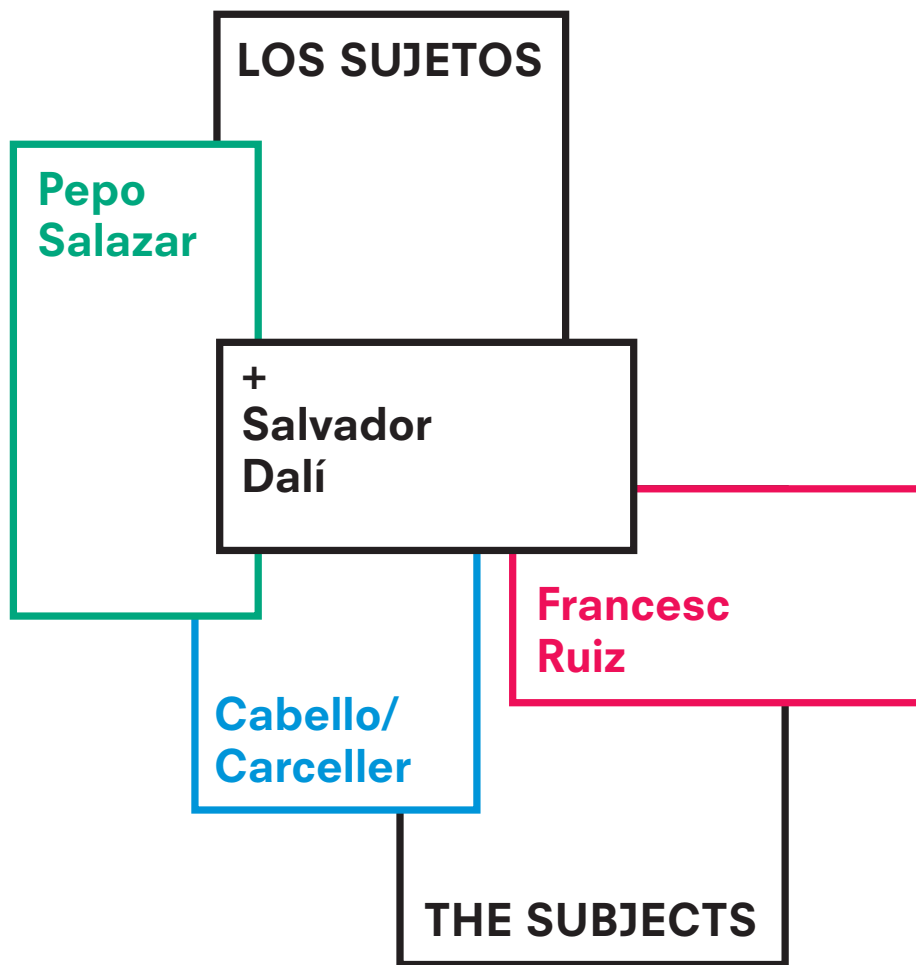 LOS SUJETOS
Pepo
Salazar
+
Salvador
Dalí
Francesc
Ruiz
Cabello/
Carceller
THE SUBJECTS